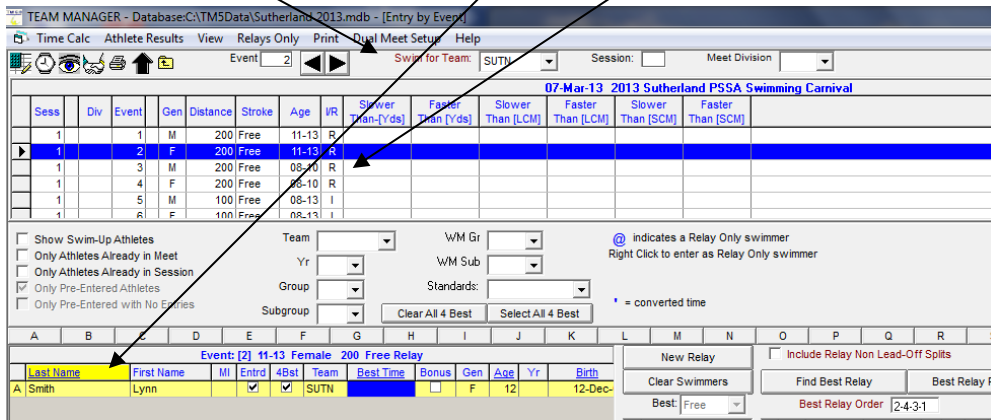 TEAM MANAGER - Database:C:\TM5Data\Sutherland 2013.mdb - [Entry by Event]
Time Calc Athlete Results View Relays Only Print Dual Meet Setup Help
Event 2 Swim for Team: SUTN Session: Meet Division
07-Mar-13 2013 Sutherland PSSA Swimming Carnival
Sess Div Event Gen Distance Stroke Age I/R Slower Than-[Yds] Faster Than [Yds] Slower Than [LCM] Faster Than [LCM] Slower Than [SCM] Faster Than [SCM]
1 1 M 200 Free 11-13 R
1 2 F 200 Free 11-13 R
1 3 M 200 Free 08-10 R
1 4 F 200 Free 08-10 R
1 5 M 100 Free 08-13 I
1 6 F 100 Free 08-13 I
Show Swim-Up Athletes Team WM Gr @ indicates a Relay Only swimmer
Only Athletes Already in Meet Right Click to enter as Relay Only swimmer
Only Athletes Already in Session Yr WM Sub
Only Pre-Entered Athletes Group Standards:
Only Pre-Entered with No Entries Subgroup Clear All 4 Best Select All 4 Best ' = converted time
A B C D E F G H I J K L M N O P Q R
Event: [2] 11-13 Female 200 Free Relay New Relay Include Relay Non Lead-Off Splits
Last Name First Name MI Entrd 4Bst Team Best Time Bonus Gen Age Yr Birth Clear Swimmers Find Best Relay Best Relay
A Smith Lynn SUTN F 12 12-Dec- Best: Free Best Relay Order 2-4-3-1